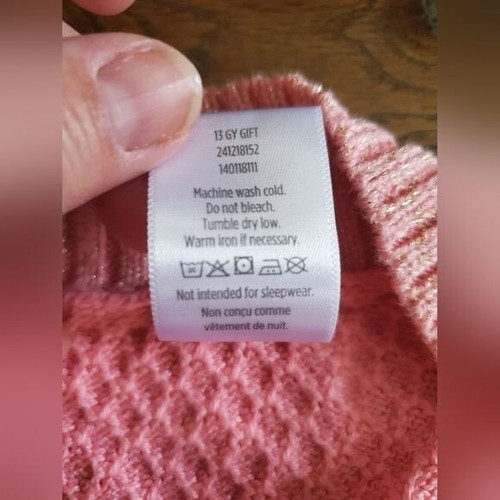 13 GY GIFT
241218152
140118111
Machine wash cold.
Do not bleach.
Tumble dry low.
Warm iron if necessary.
Not intended for sleepwear.
Non conçu comme
vêtement de nuit.